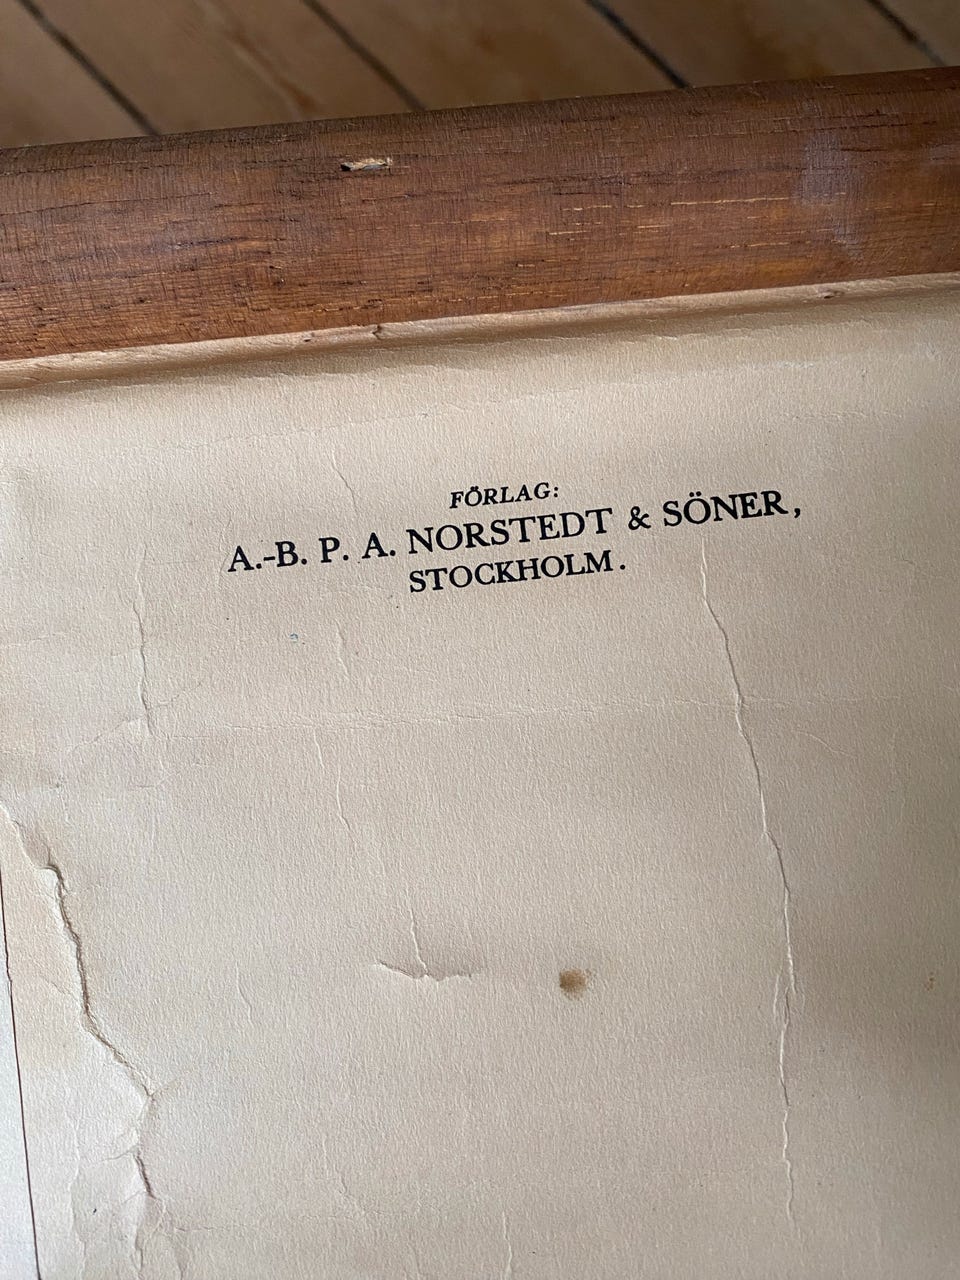 FÖRLAG:
A.-B. P. A. NORSTEDT & SÖNER,
STOCKHOLM.